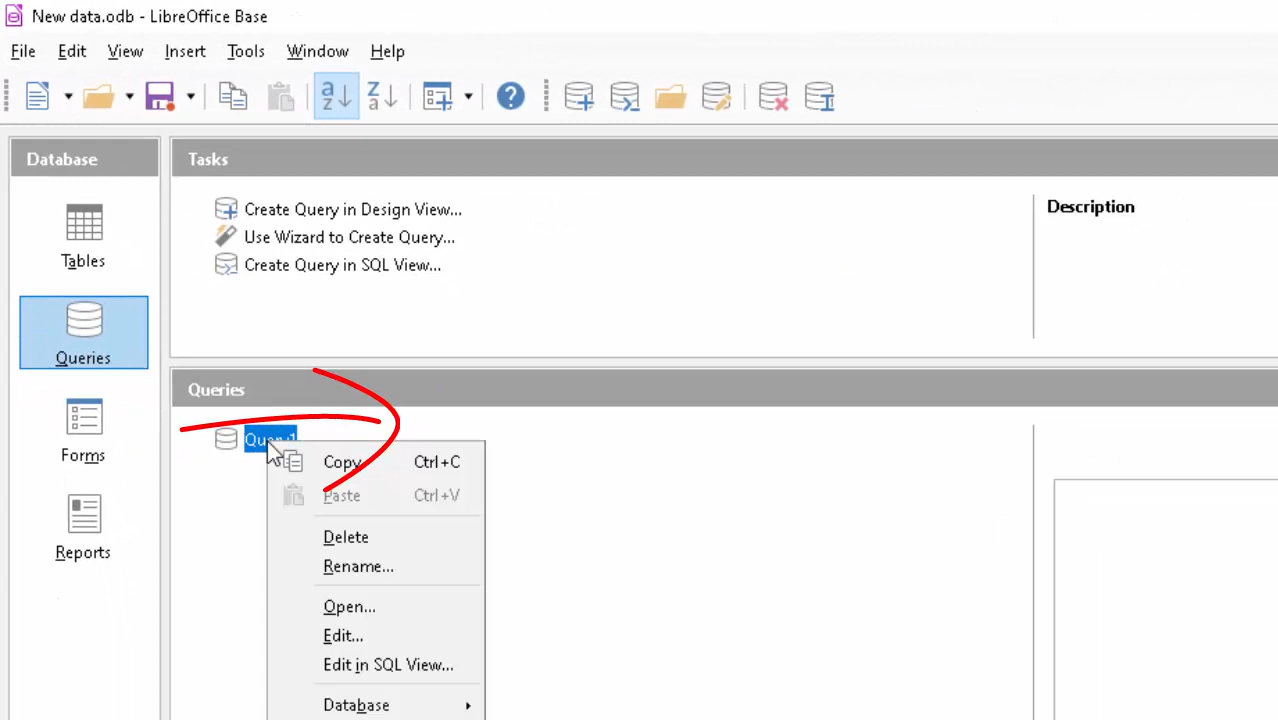 New data.odb - LibreOffice Base
File Edit View Insert Tools Window Help
Database
Tables
Queries
Forms
Reports
Tasks
Create Query in Design View...
Use Wizard to Create Query...
Create Query in SQL View...
Description
Queries
Copy Ctrl+C
Paste Ctrl+V
Delete
Rename...
Open...
Edit...
Edit in SQL View...
Database